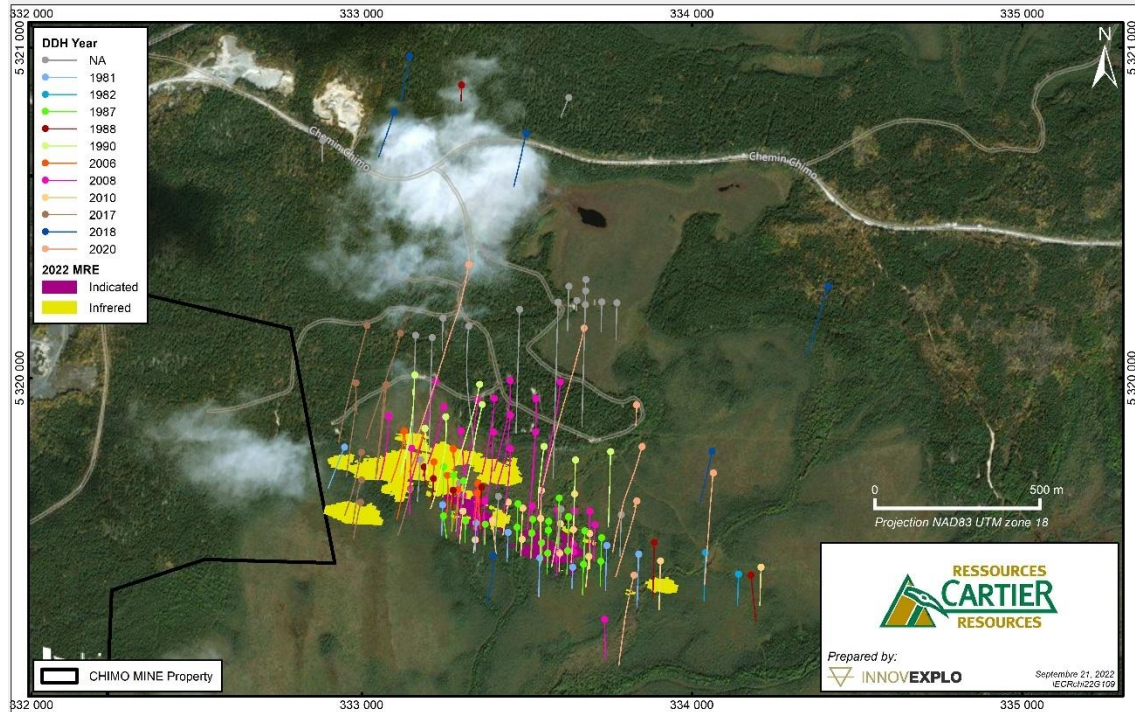 332 000
333 000
334 000
335 000
5 321 000
5 321 000
DDH Year
NA
1981
1982
1987
1988
1990
2006
2008
2010
2017
2018
2020
2022 MRE
Indicated
Infrered
N
Chemin Chimo
Chemin Chimo
5 320 000
5 320 000
0 500 m
Projection NAD83 UTM zone 18
RESSOURCES
CARTIER
RESOURCES
Prepared by:
INNOVEXPLO
Septembre 21, 2022
\ECRchi22G109
CHIMO MINE Property
332 000
333 000
334 000
335 000